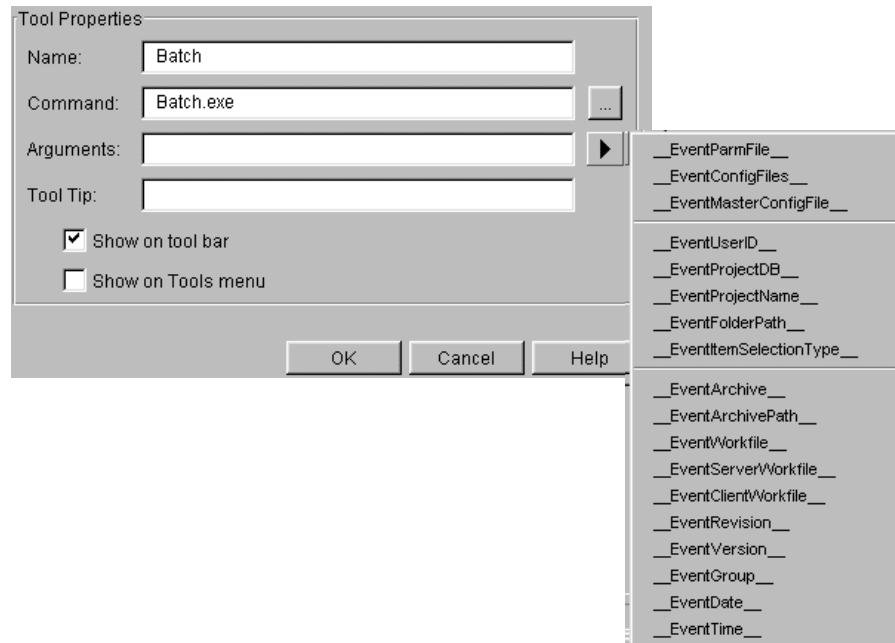 Tool Properties
Name: Batch
Command: Batch.exe ...
Arguments:
Tool Tip:
Show on tool bar
Show on Tools menu
OK Cancel Help
__EventParmFile__
__EventConfigFiles__
__EventMasterConfigFile__
__EventUserID__
__EventProjectDB__
__EventProjectName__
__EventFolderPath__
__EventItemSelectionType__
__EventArchive__
__EventArchivePath__
__EventWorkfile__
__EventServerWorkfile__
__EventClientWorkfile__
__EventRevision__
__EventVersion__
__EventGroup__
__EventDate__
__EventTime__